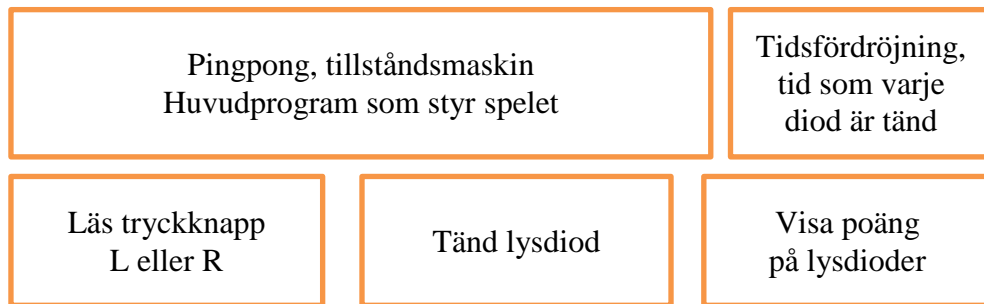 Pingpong, tillståndsmaskin
Huvudprogram som styr spelet
Tidsfördröjning,
tid som varje
diod är tänd
Läs tryckknapp
L eller R
Tänd lysdiod
Visa poäng
på lysdioder